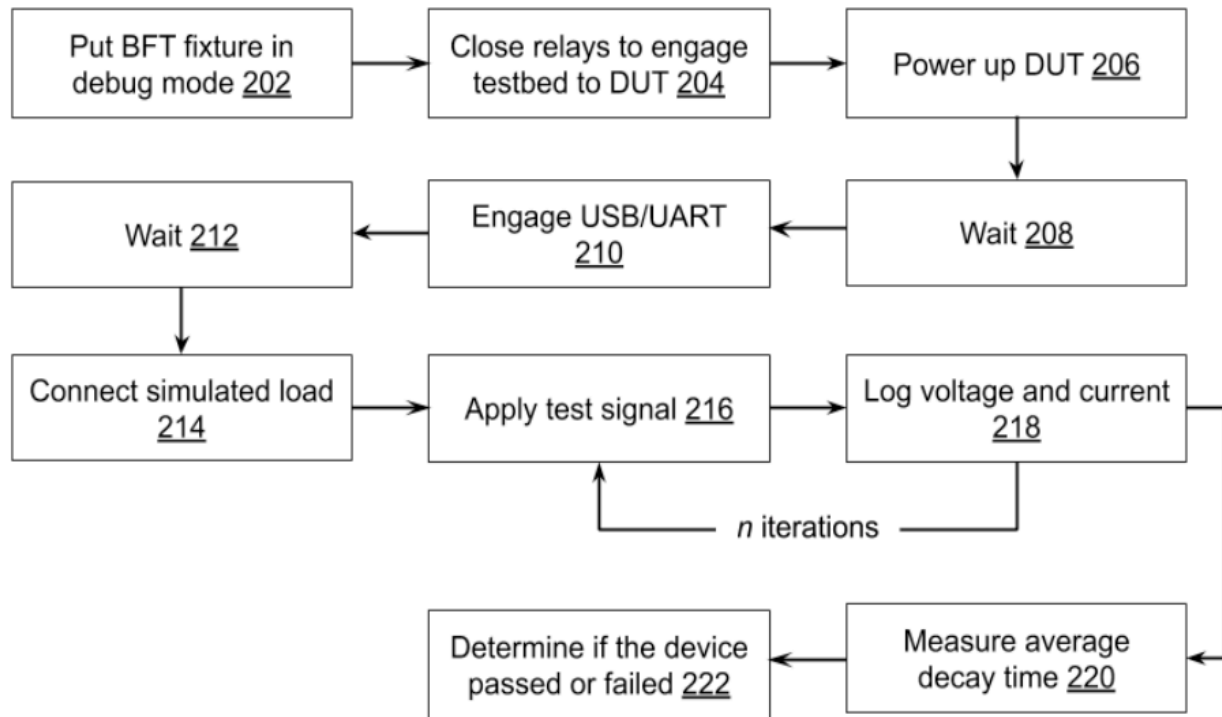 Put BFT fixture in
debug mode 202
Close relays to engage
testbed to DUT 204
Power up DUT 206
Wait 208
Engage USB/UART
210
Wait 212
Connect simulated load
214
Apply test signal 216
Log voltage and current
218
n iterations
Measure average
decay time 220
Determine if the device
passed or failed 222